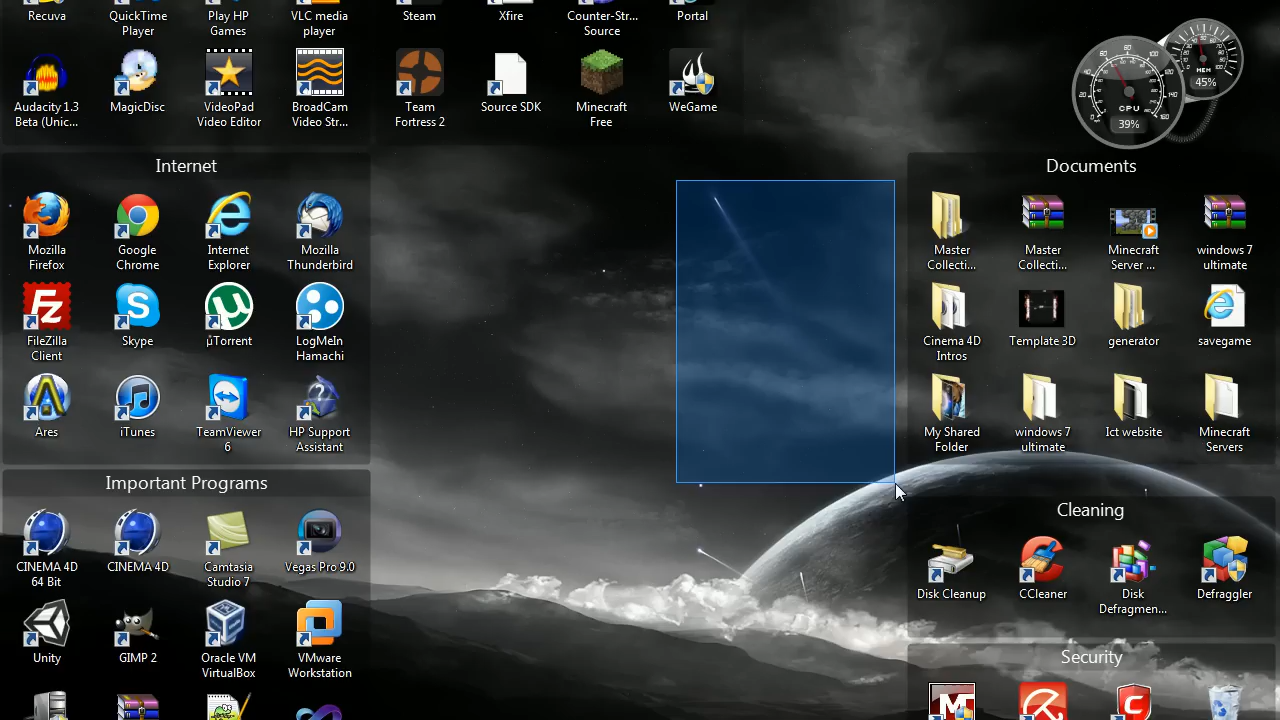 Recuva
QuickTime
Player
Play HP
Games
VLC media
player
Steam
Xfire
Counter-Str...
Source
Portal
Audacity 1.3
Beta (Unic...
MagicDisc
VideoPad
Video Editor
BroadCam
Video Str...
Team
Fortress 2
Source SDK
Minecraft
Free
WeGame
CPU
39%
MEM
45%
Internet
Mozilla
Firefox
Google
Chrome
Internet
Explorer
Mozilla
Thunderbird
FileZilla
Client
Skype
µTorrent
LogMeIn
Hamachi
Ares
iTunes
TeamViewer
6
HP Support
Assistant
Important Programs
CINEMA 4D
64 Bit
CINEMA 4D
Camtasia
Studio 7
Vegas Pro 9.0
Unity
GIMP 2
Oracle VM
VirtualBox
VMware
Workstation
Documents
Master
Collecti...
Master
Collecti...
Minecraft
Server ...
windows 7
ultimate
Cinema 4D
Intros
Template 3D
generator
savegame
My Shared
Folder
windows 7
ultimate
Ict website
Minecraft
Servers
Cleaning
Disk Cleanup
CCleaner
Disk
Defragmen...
Defraggler
Security